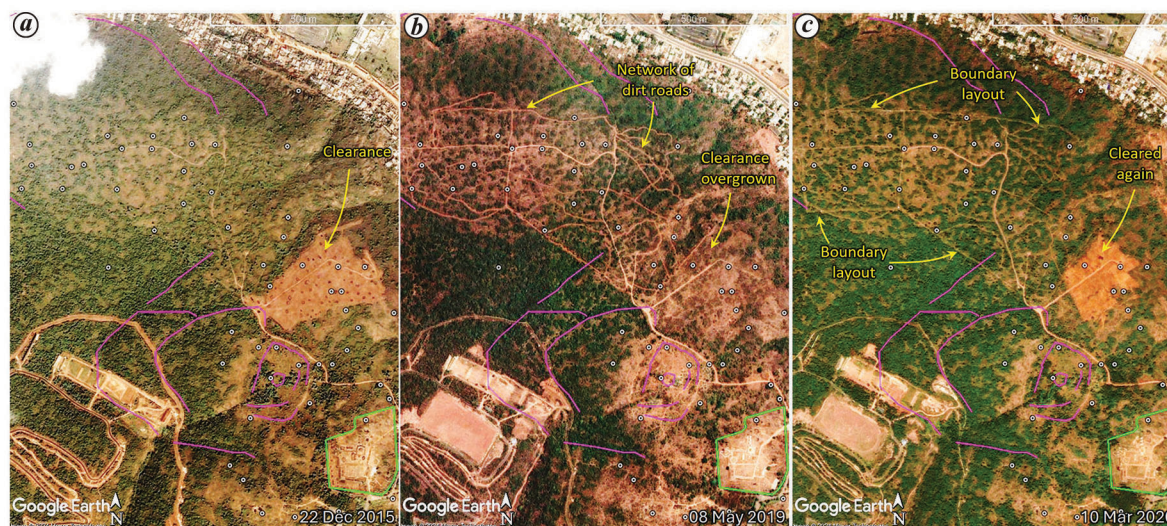 a
500 m
Clearance
Google Earth
N
22 Dec 2015
b
500 m
Network of
dirt roads
Clearance
overgrown
Google Earth
N
08 May 2019
c
500 m
Boundary
layout
Cleared
again
Boundary
layout
Google Earth
N
10 Mar 202